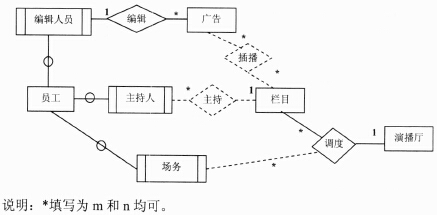 编辑人员
1
编辑
*
广告
*
插播
*
员工
主持人
*
主持
1
栏目
*
调度
1
演播厅
场务
*
说明：*填写为 m 和 n 均可。